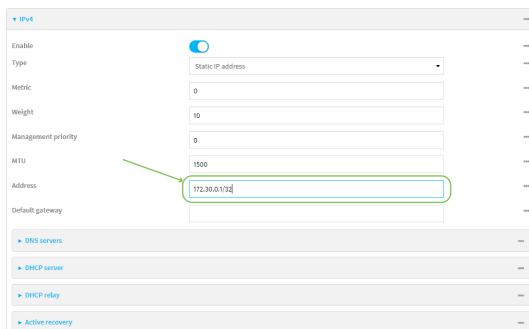 ▾ IPv4
Enable
Type Static IP address
Metric 0
Weight 10
Management priority 0
MTU 1500
Address 172.30.0.1/32
Default gateway
▸ DNS servers
▸ DHCP server
▸ DHCP relay
▸ Active recovery